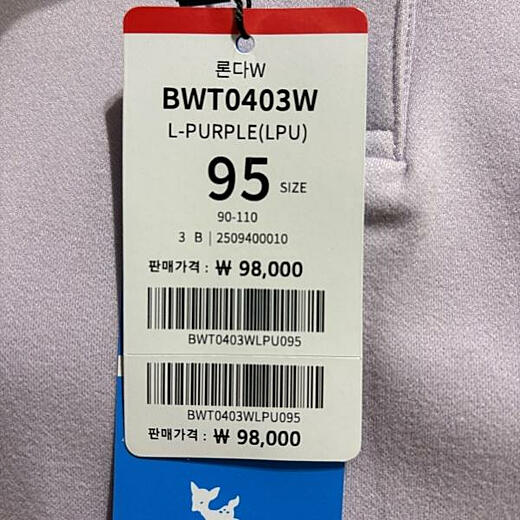 론다W
BWT0403W
L-PURPLE(LPU)
95 SIZE
90-110
3 B | 2509400010
판매가격 : ₩ 98,000
BWT0403WLPU095
BWT0403WLPU095
판매가격 : ₩ 98,000